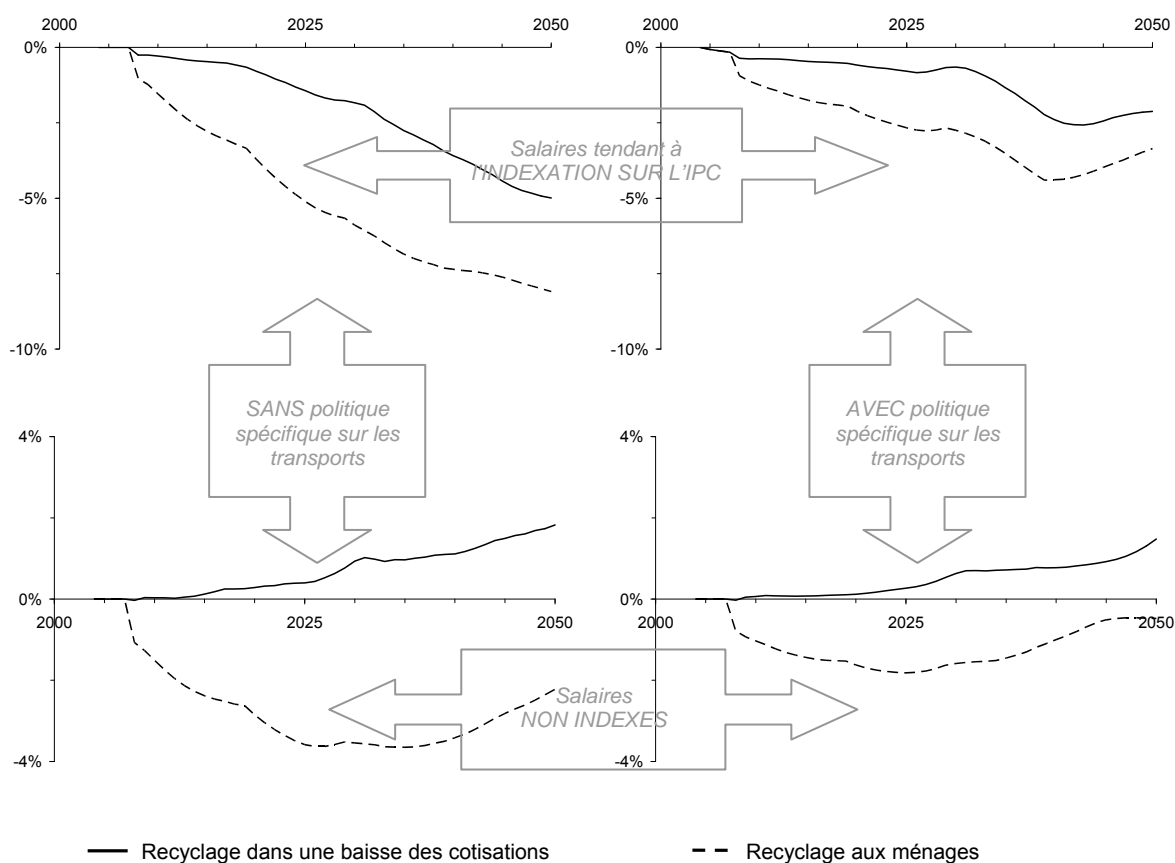 2000 2025 2050 2000 2025 2050
0% 0%
Salaires tendant à
l'INDEXATION SUR L'IPC
-5% -5%
-10% -10%
SANS politique
spécifique sur les
transports
AVEC politique
spécifique sur les
transports
4% 4%
0% 0%
2000 2025 2050 2000 2025 2050
Salaires
NON INDEXES
-4% -4%
Recyclage dans une baisse des cotisations Recyclage aux ménages